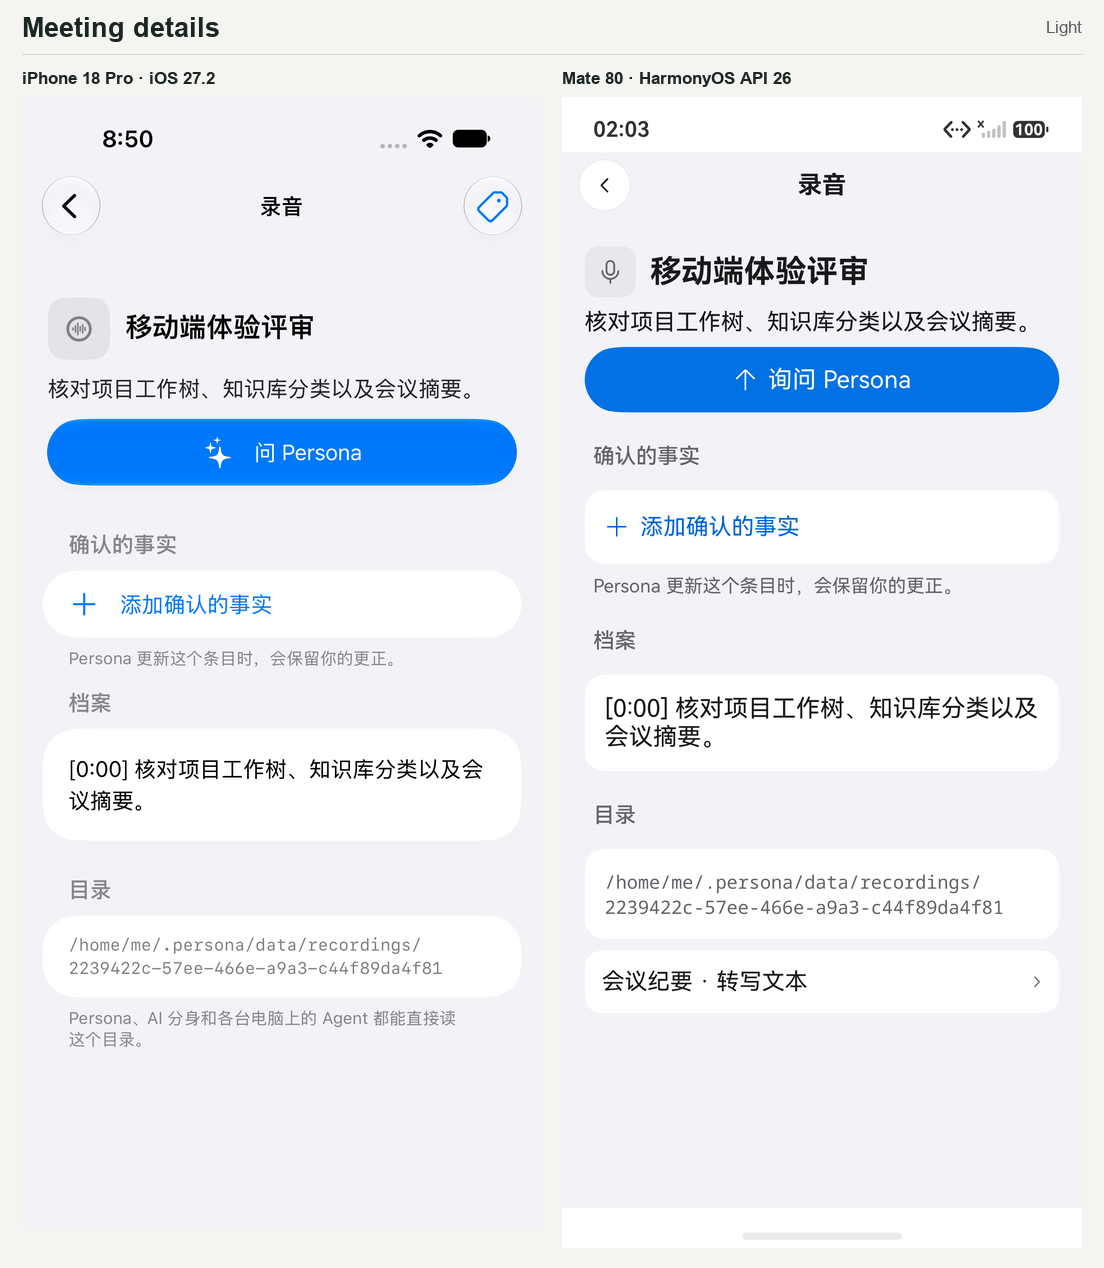 Meeting details
Light
iPhone 18 Pro · iOS 27.2
8:50
录音
移动端体验评审
核对项目工作树、知识库分类以及会议摘要。
问 Persona
确认的事实
添加确认的事实
Persona 更新这个条目时，会保留你的更正。
档案
[0:00] 核对项目工作树、知识库分类以及会
议摘要。
目录
/home/me/.persona/data/recordings/
2239422c-57ee-466e-a9a3-c44f89da4f81
Persona、AI 分身和各台电脑上的 Agent 都能直接读
这个目录。
Mate 80 · HarmonyOS API 26
02:03
100
录音
移动端体验评审
核对项目工作树、知识库分类以及会议摘要。
询问 Persona
确认的事实
添加确认的事实
Persona 更新这个条目时，会保留你的更正。
档案
[0:00] 核对项目工作树、知识库分类以及
会议摘要。
目录
/home/me/.persona/data/recordings/
2239422c-57ee-466e-a9a3-c44f89da4f81
会议纪要 · 转写文本